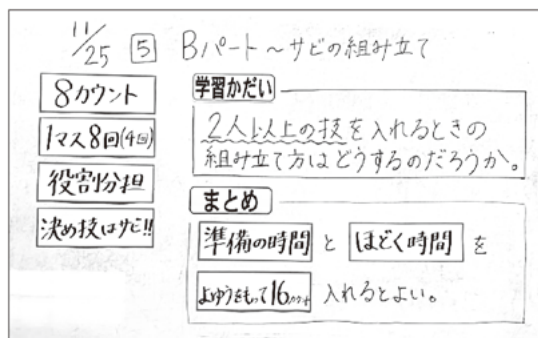 11/25 5 Bパート～サビの組み立て
8カウント
1マス8回(4回)
役割分担
決め技はサビ!!
学習かだい
2人以上の技を入れるときの
組み立て方はどうするのだろうか。
まとめ
準備の時間 と ほどく時間 を
よゆうをもって16カウント 入れるとよい。